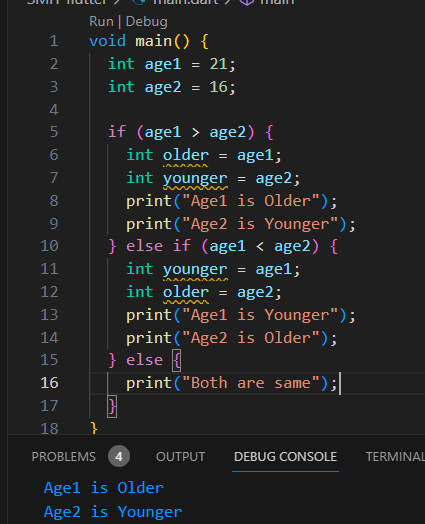 SMIT flutter > main.dart > main
Run | Debug
1 void main() {
2 int age1 = 21;
3 int age2 = 16;
4
5 if (age1 > age2) {
6 int older = age1;
7 int younger = age2;
8 print("Age1 is Older");
9 print("Age2 is Younger");
10 } else if (age1 < age2) {
11 int younger = age1;
12 int older = age2;
13 print("Age1 is Younger");
14 print("Age2 is Older");
15 } else {
16 print("Both are same");
17 }
18 }
PROBLEMS 4 OUTPUT DEBUG CONSOLE TERMINAL
Age1 is Older
Age2 is Younger